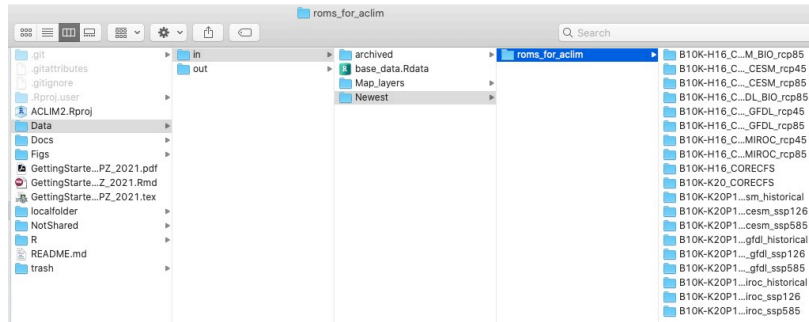 roms_for_aclim
Search
.git
.gitattributes
.gitignore
.Rproj.user
ACLIM2.Rproj
Data
Docs
Figs
GettingStarte...PZ_2021.pdf
GettingStarte...Z_2021.Rmd
GettingStarte...PZ_2021.tex
localfolder
NotShared
R
README.md
trash
in
out
archived
base_data.Rdata
Map_layers
Newest
roms_for_aclim
B10K-H16_C...M_BIO_rcp85
B10K-H16_C..._CESM_rcp45
B10K-H16_C..._CESM_rcp85
B10K-H16_C...DL_BIO_rcp85
B10K-H16_C..._GFDL_rcp45
B10K-H16_C..._GFDL_rcp85
B10K-H16_C...MIROC_rcp45
B10K-H16_C...MIROC_rcp85
B10K-H16_CORECFS
B10K-K20_CORECFS
B10K-K20P1...sm_historical
B10K-K20P1...cesm_ssp126
B10K-K20P1...cesm_ssp585
B10K-K20P1...gfdl_historical
B10K-K20P1..._gfdl_ssp126
B10K-K20P1..._gfdl_ssp585
B10K-K20P1...iroc_historical
B10K-K20P1...iroc_ssp126
B10K-K20P1...iroc_ssp585